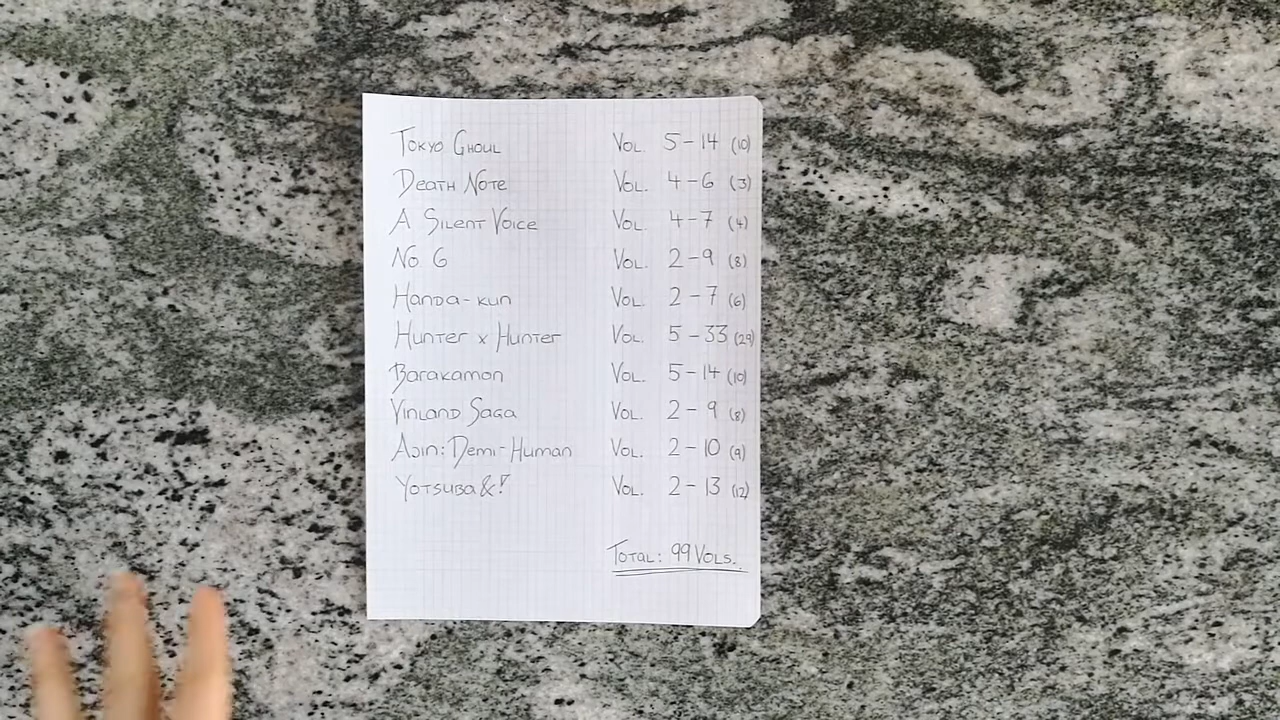 Tokyo Ghoul Vol. 5-14 (10)
Death Note Vol. 4-6 (3)
A Silent Voice Vol. 4-7 (4)
No. 6 Vol. 2-9 (8)
Handa-kun Vol. 2-7 (6)
Hunter x Hunter Vol. 5-33 (29)
Barakamon Vol. 5-14 (10)
Vinland Saga Vol. 2-9 (8)
Ajin: Demi-Human Vol. 2-10 (9)
Yotsuba&! Vol. 2-13 (12)
Total: 99 Vols.